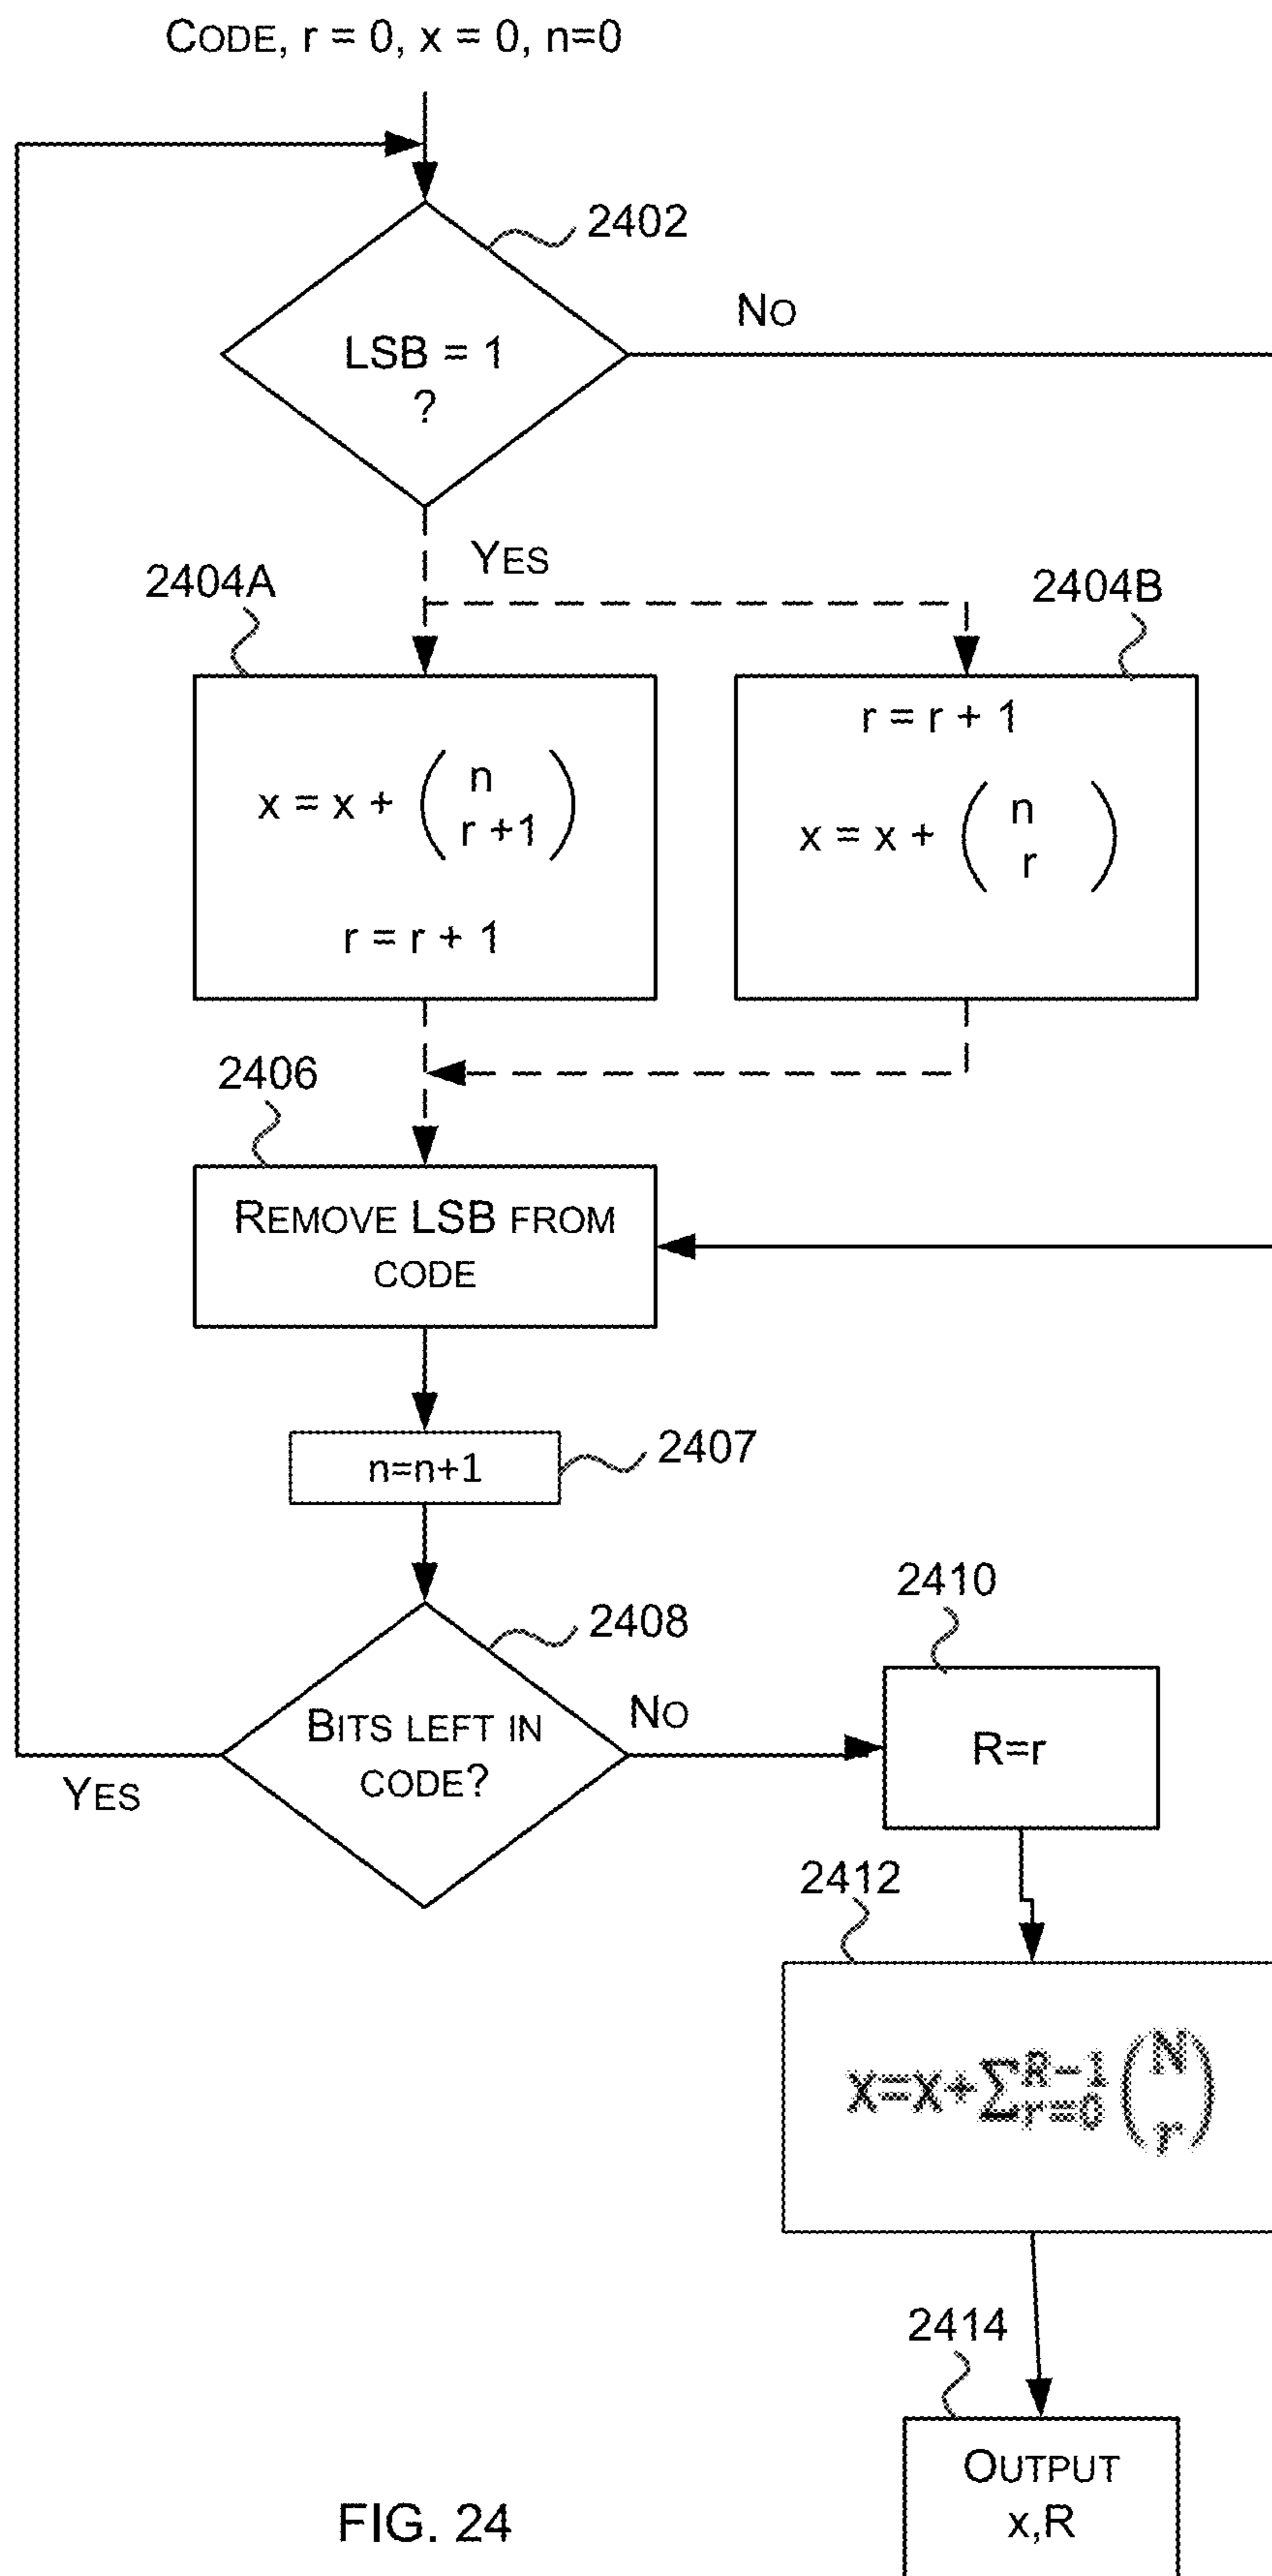 CODE, r = 0, x = 0, n=0
2402
NO
LSB = 1
?
YES
2404A
2404B
x = x + ( n
r +1 )
r = r + 1
r = r + 1
x = x + ( n
r )
2406
REMOVE LSB FROM
CODE
n=n+1
2407
2408
BITS LEFT IN
CODE?
NO
YES
2410
R=r
2412
x=x+∑_{r=0}^{R-1} ( N
r )
2414
OUTPUT
x,R
FIG. 24